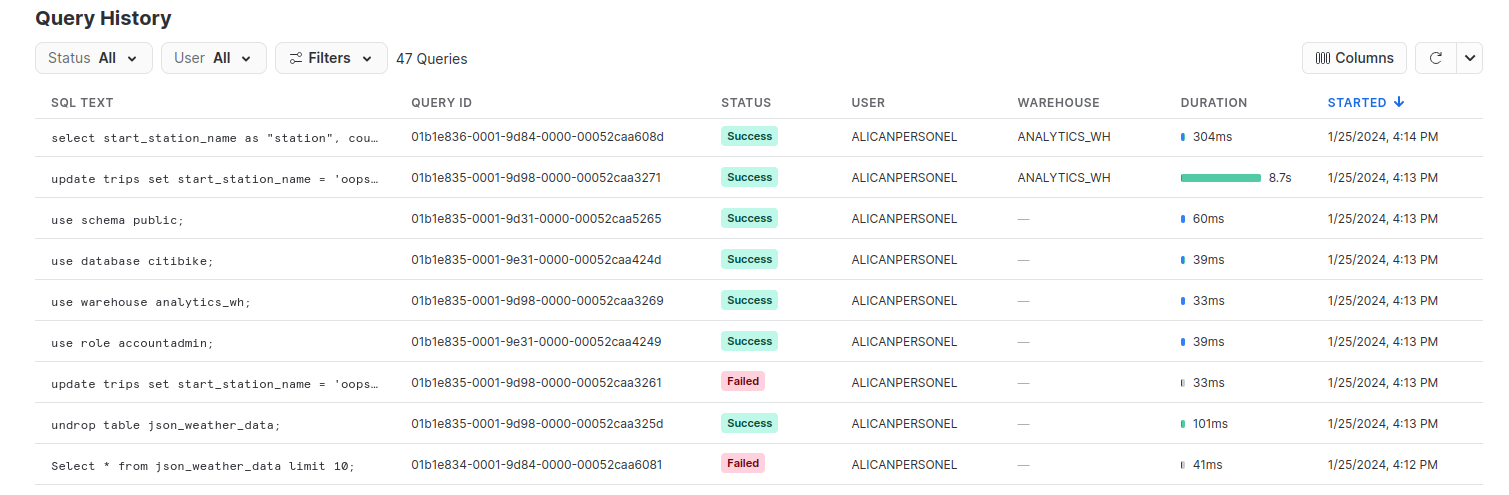 Query History
Status All User All Filters 47 Queries Columns
SQL TEXT QUERY ID STATUS USER WAREHOUSE DURATION STARTED
select start_station_name as "station", cou… 01b1e836-0001-9d84-0000-00052caa608d Success ALICANPERSONEL ANALYTICS_WH 304ms 1/25/2024, 4:14 PM
update trips set start_station_name = 'oops… 01b1e835-0001-9d98-0000-00052caa3271 Success ALICANPERSONEL ANALYTICS_WH 8.7s 1/25/2024, 4:13 PM
use schema public; 01b1e835-0001-9d31-0000-00052caa5265 Success ALICANPERSONEL — 60ms 1/25/2024, 4:13 PM
use database citibike; 01b1e835-0001-9e31-0000-00052caa424d Success ALICANPERSONEL — 39ms 1/25/2024, 4:13 PM
use warehouse analytics_wh; 01b1e835-0001-9d98-0000-00052caa3269 Success ALICANPERSONEL — 33ms 1/25/2024, 4:13 PM
use role accountadmin; 01b1e835-0001-9e31-0000-00052caa4249 Success ALICANPERSONEL — 39ms 1/25/2024, 4:13 PM
update trips set start_station_name = 'oops… 01b1e835-0001-9d98-0000-00052caa3261 Failed ALICANPERSONEL — 33ms 1/25/2024, 4:13 PM
undrop table json_weather_data; 01b1e835-0001-9d98-0000-00052caa325d Success ALICANPERSONEL — 101ms 1/25/2024, 4:13 PM
Select * from json_weather_data limit 10; 01b1e834-0001-9d84-0000-00052caa6081 Failed ALICANPERSONEL — 41ms 1/25/2024, 4:12 PM